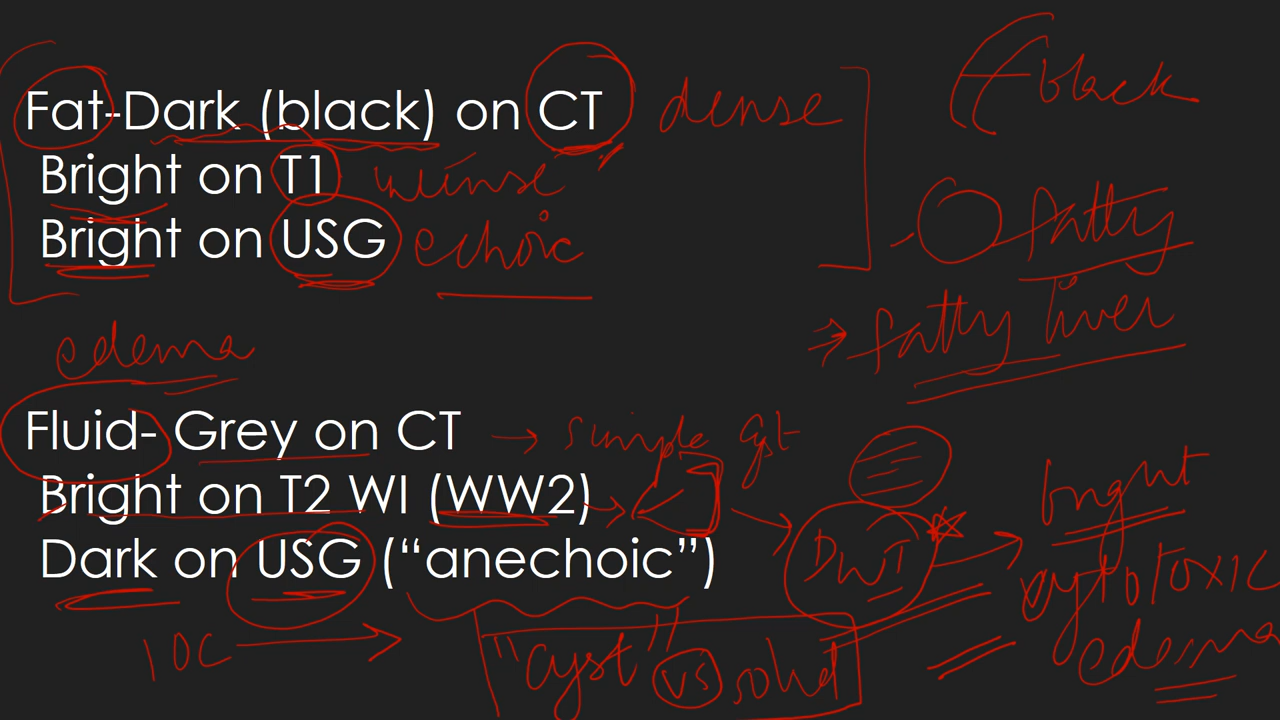 Fat-Dark (black) on CT dense
black
Bright on T1 intense
Bright on USG echoic
fatty
fatty liver
edema
Fluid- Grey on CT → simple cyst
Bright on T2 WI (WW2)
bright
Dark on USG ("anechoic")
DWI
cytotoxic
edema
IOC
"cyst" vs solid